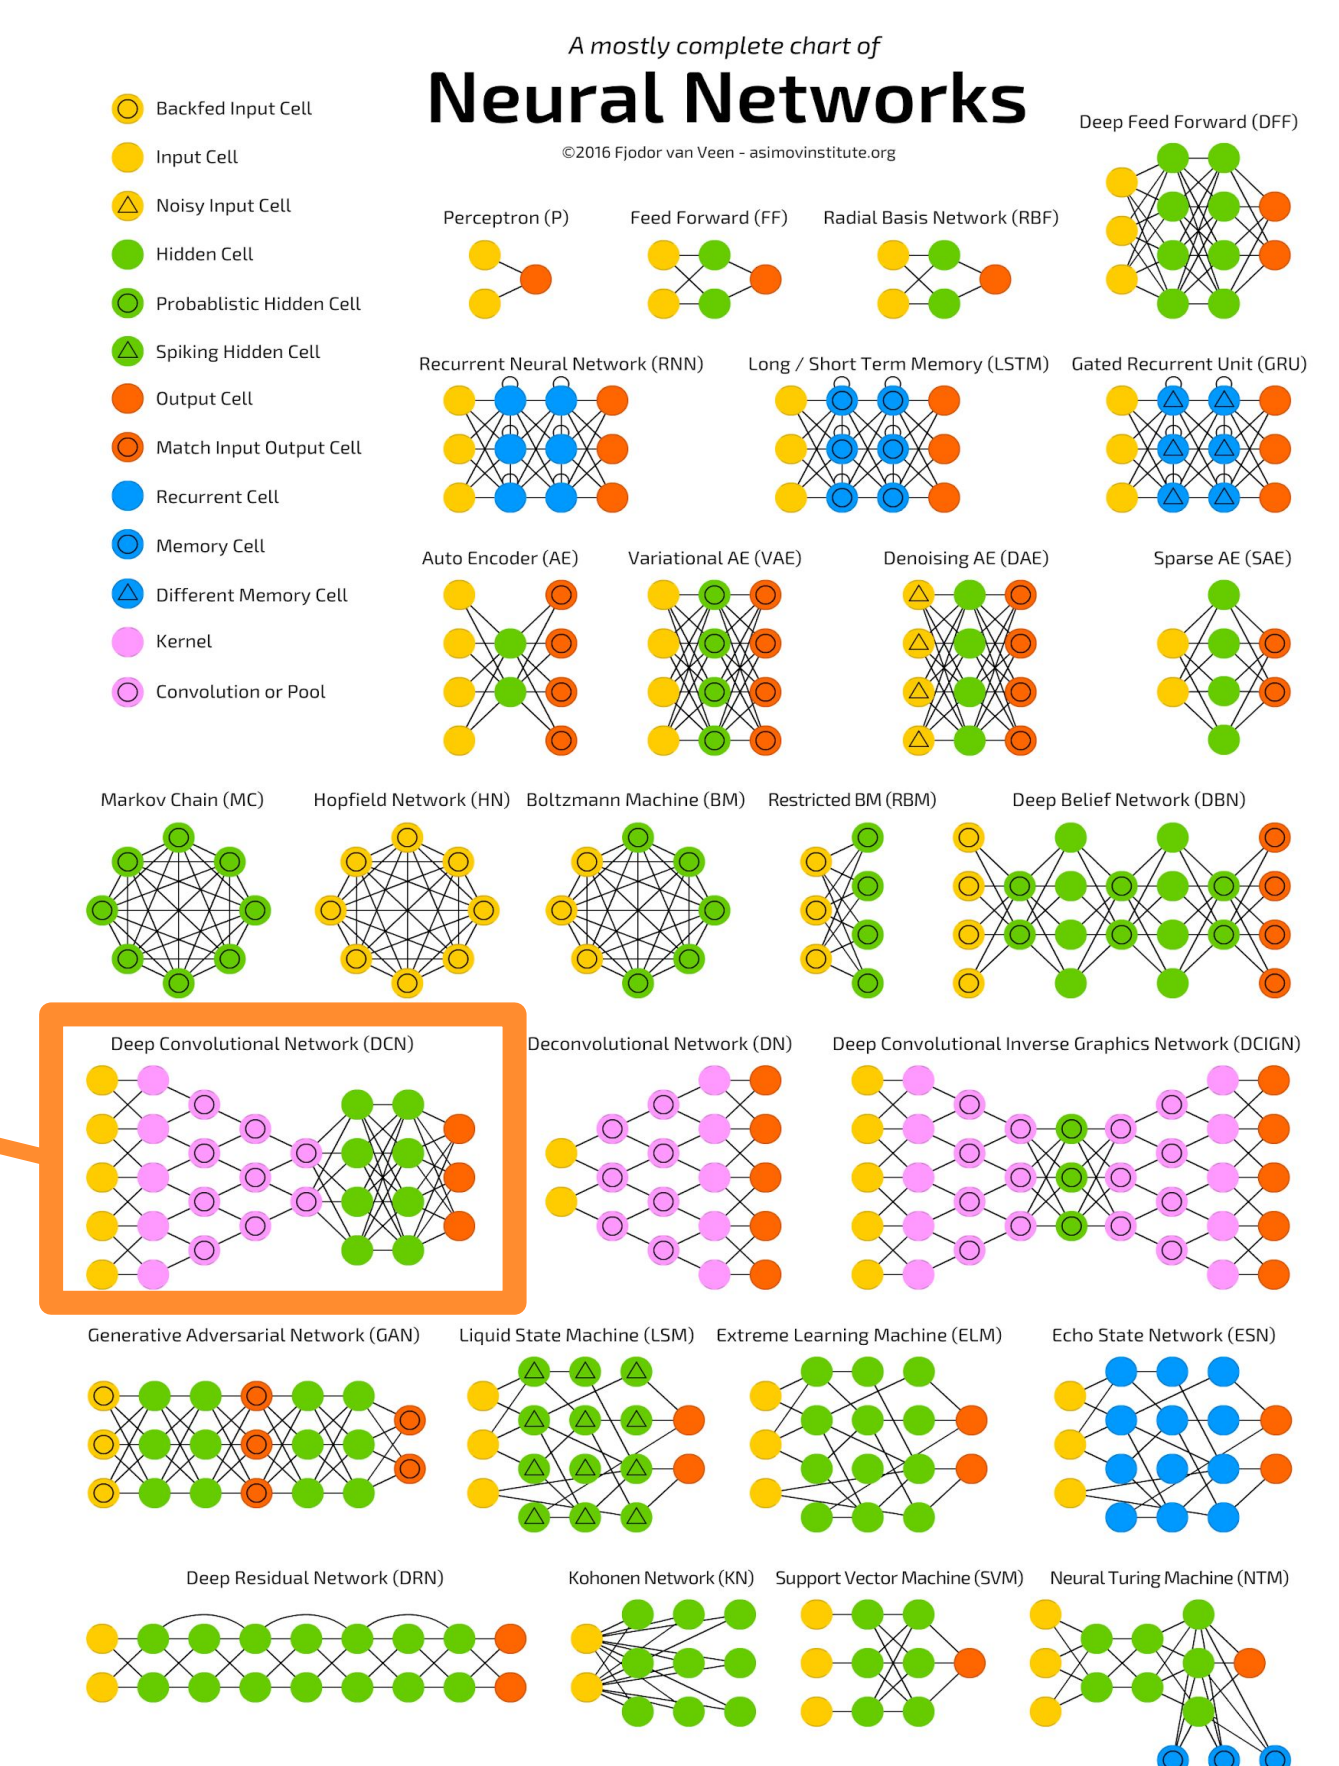 A mostly complete chart of
Neural Networks
©2016 Fjodor van Veen - asimovinstitute.org
Backfed Input Cell
Input Cell
Noisy Input Cell
Hidden Cell
Probablistic Hidden Cell
Spiking Hidden Cell
Output Cell
Match Input Output Cell
Recurrent Cell
Memory Cell
Different Memory Cell
Kernel
Convolution or Pool
Deep Feed Forward (DFF)
Perceptron (P)
Feed Forward (FF)
Radial Basis Network (RBF)
Recurrent Neural Network (RNN)
Long / Short Term Memory (LSTM)
Gated Recurrent Unit (GRU)
Auto Encoder (AE)
Variational AE (VAE)
Denoising AE (DAE)
Sparse AE (SAE)
Markov Chain (MC)
Hopfield Network (HN)
Boltzmann Machine (BM)
Restricted BM (RBM)
Deep Belief Network (DBN)
Deep Convolutional Network (DCN)
Deconvolutional Network (DN)
Deep Convolutional Inverse Graphics Network (DCIGN)
Generative Adversarial Network (GAN)
Liquid State Machine (LSM)
Extreme Learning Machine (ELM)
Echo State Network (ESN)
Deep Residual Network (DRN)
Kohonen Network (KN)
Support Vector Machine (SVM)
Neural Turing Machine (NTM)